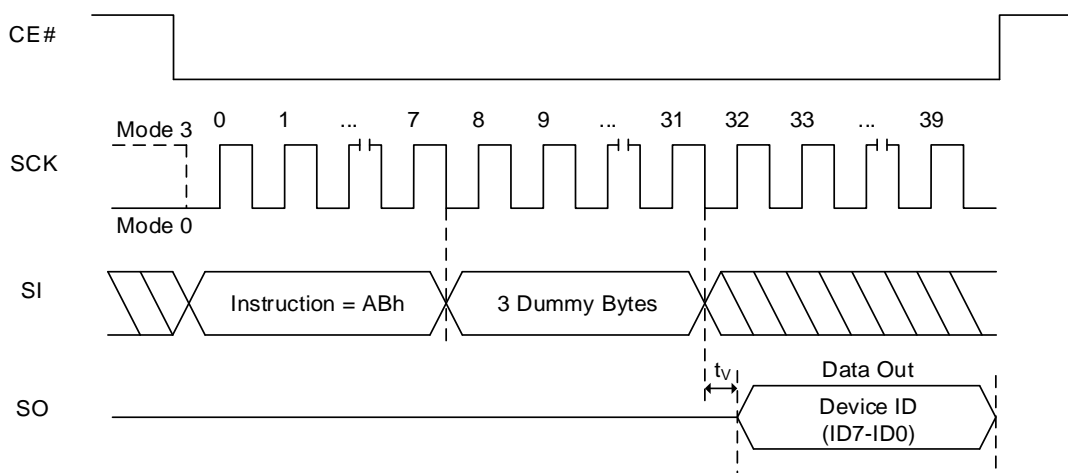 CE#
0 1 ... 7 8 9 ... 31 32 33 ... 39
Mode 3
SCK
Mode 0
SI
Instruction = ABh
3 Dummy Bytes
tV
Data Out
SO
Device ID
(ID7-ID0)